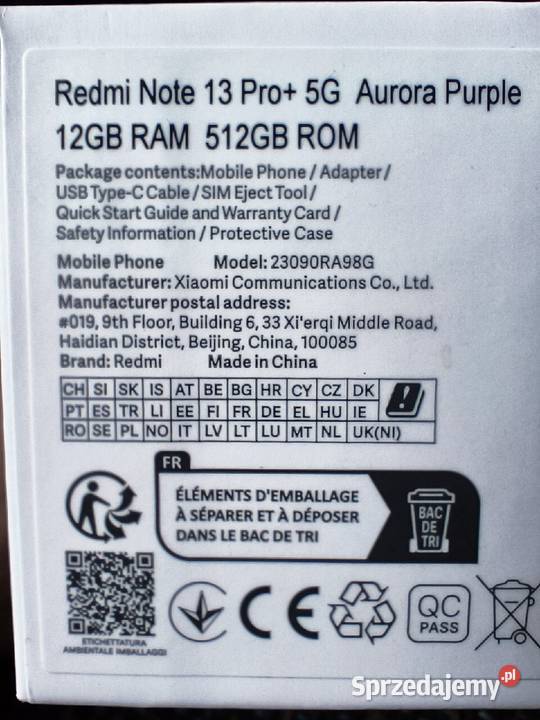 Redmi Note 13 Pro+ 5G Aurora Purple
12GB RAM 512GB ROM
Package contents:Mobile Phone / Adapter /
USB Type-C Cable / SIM Eject Tool /
Quick Start Guide and Warranty Card /
Safety Information / Protective Case
Mobile Phone Model: 23090RA98G
Manufacturer: Xiaomi Communications Co., Ltd.
Manufacturer postal address:
#019, 9th Floor, Building 6, 33 Xi'erqi Middle Road,
Haidian District, Beijing, China, 100085
Brand: Redmi Made in China
CH SI SK IS AT BE BG HR CY CZ DK
PT ES TR LI EE FI FR DE EL HU IE
RO SE PL NO IT LV LT LU MT NL UK(NI)
FR
ÉLÉMENTS D'EMBALLAGE
À SÉPARER ET À DÉPOSER
DANS LE BAC DE TRI
BAC
DE
TRI
ETICHETTATURA
AMBIENTALE IMBALLAGGI
CE
QC
PASS
Sprzedajemy.pl